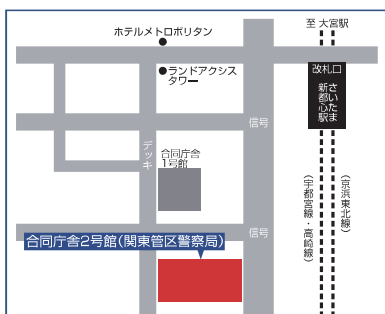 ホテルメトロポリタン
至 大宮駅
ランドアクシス
タワー
改札口
さいたま
新都心駅
信号
デッキ
合同庁舎
1号館
(宇都宮線・高崎線)
(京浜東北線)
信号
合同庁舎2号館(関東管区警察局)